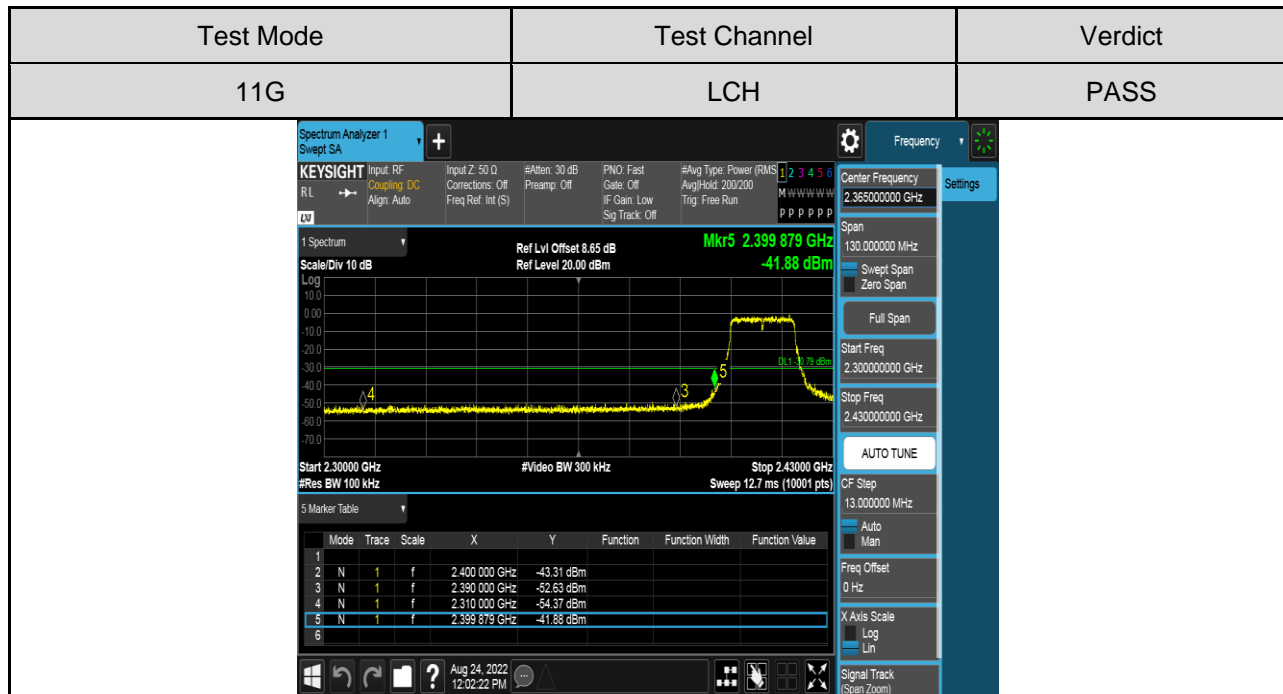 Test Mode Test Channel Verdict
11G LCH PASS
Spectrum Analyzer 1
Swept SA
+
Frequency
KEYSIGHT
R L
LXI
Input: RF
Coupling: DC
Align: Auto
Input Z: 50 Ω
Corrections: Off
Freq Ref: Int (S)
#Atten: 30 dB
Preamp: Off
PNO: Fast
Gate: Off
IF Gain: Low
Sig Track: Off
#Avg Type: Power (RMS
Avg|Hold: 200/200
Trig: Free Run
1 2 3 4 5 6
M W W W W W
P P P P P P
1 Spectrum
Scale/Div 10 dB
Ref Lvl Offset 8.65 dB
Ref Level 20.00 dBm
Mkr5 2.399 879 GHz
-41.88 dBm
Log
10.0
0.00
-10.0
-20.0
-30.0
-40.0
-50.0
-60.0
-70.0
DL1 -30.79 dBm
4
3
5
Start 2.30000 GHz #Video BW 300 kHz Stop 2.43000 GHz
#Res BW 100 kHz Sweep 12.7 ms (10001 pts)
5 Marker Table
Mode Trace Scale X Y Function Function Width Function Value
1
2 N 1 f 2.400 000 GHz -43.31 dBm
3 N 1 f 2.390 000 GHz -52.63 dBm
4 N 1 f 2.310 000 GHz -54.37 dBm
5 N 1 f 2.399 879 GHz -41.88 dBm
6
?
Aug 24, 2022
12:02:22 PM
Center Frequency
2.365000000 GHz
Settings
Span
130.000000 MHz
Swept Span
Zero Span
Full Span
Start Freq
2.300000000 GHz
Stop Freq
2.430000000 GHz
AUTO TUNE
CF Step
13.000000 MHz
Auto
Man
Freq Offset
0 Hz
X Axis Scale
Log
Lin
Signal Track
(Span Zoom)